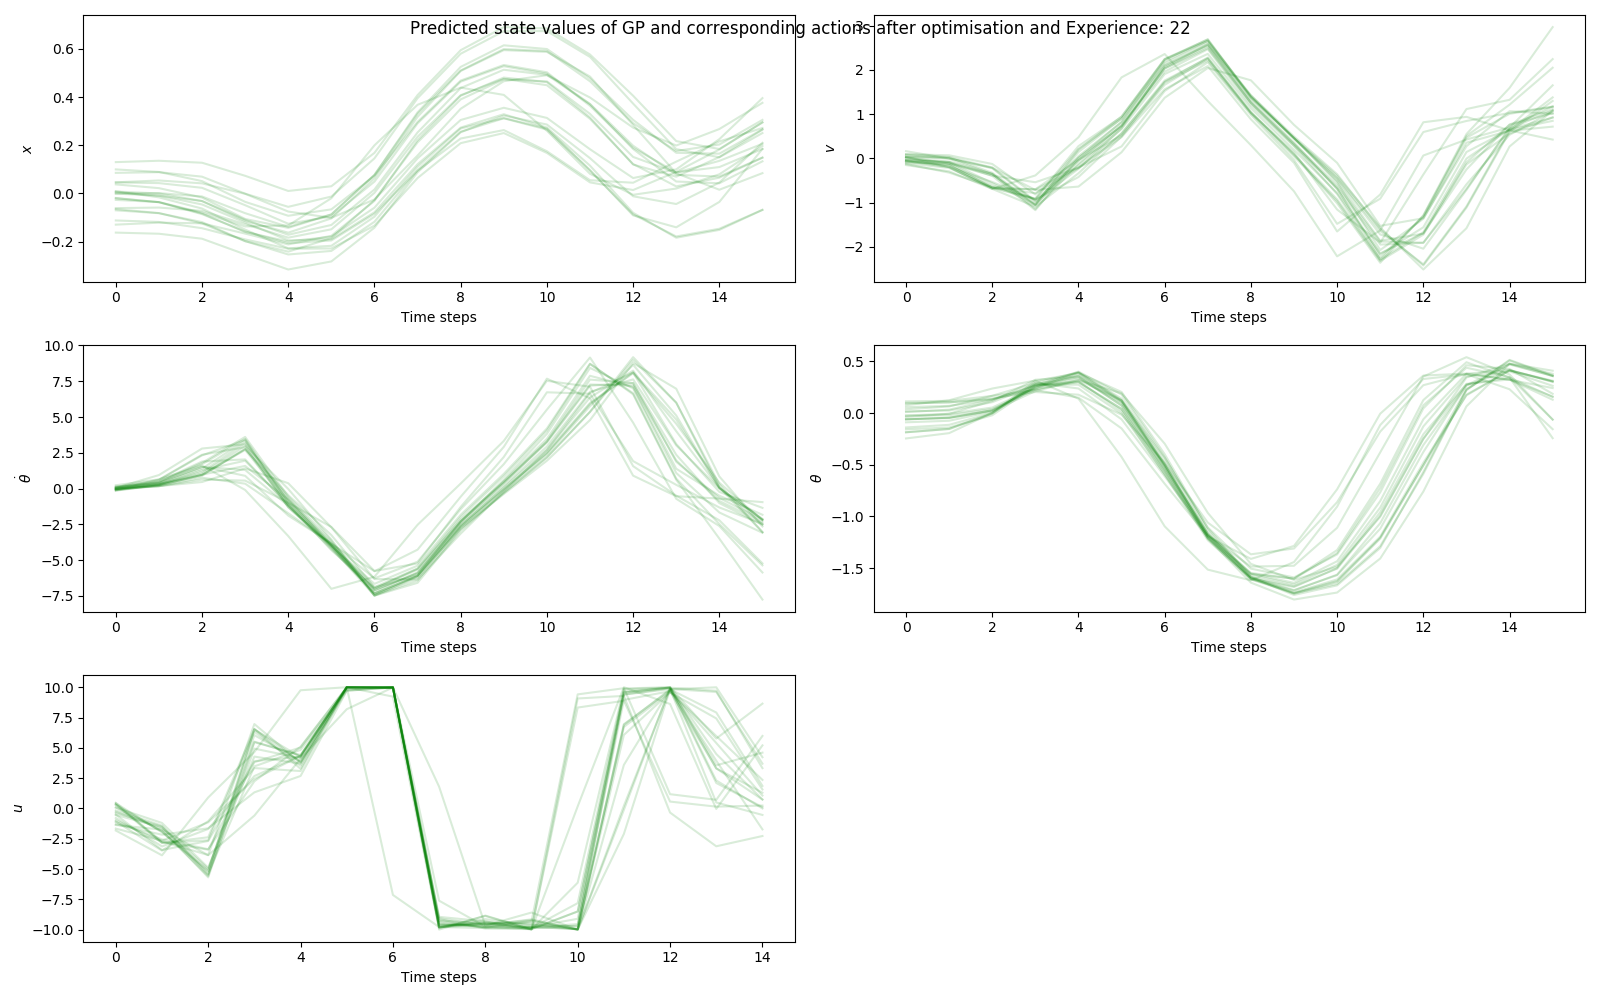 Predicted state values of GP and corresponding actions after optimisation and Experience: 22
0.6
0.4
0.2
0.0
−0.2
x
0 2 4 6 8 10 12 14
Time steps
3
2
1
0
−1
−2
v
0 2 4 6 8 10 12 14
Time steps
10.0
7.5
5.0
2.5
0.0
−2.5
−5.0
−7.5
θ̇
0 2 4 6 8 10 12 14
Time steps
0.5
0.0
−0.5
−1.0
−1.5
θ
0 2 4 6 8 10 12 14
Time steps
10.0
7.5
5.0
2.5
0.0
−2.5
−5.0
−7.5
−10.0
u
0 2 4 6 8 10 12 14
Time steps